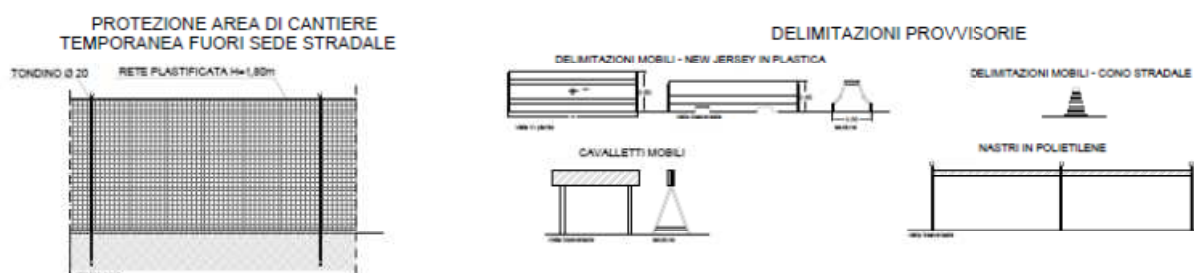 PROTEZIONE AREA DI CANTIERE
TEMPORANEA FUORI SEDE STRADALE
TONDINO Ø 20
RETE PLASTIFICATA H=1,80m
DELIMITAZIONI PROVVISORIE
DELIMITAZIONI MOBILI - NEW JERSEY IN PLASTICA
DELIMITAZIONI MOBILI - CONO STRADALE
CAVALLETTI MOBILI
NASTRI IN POLIETILENE